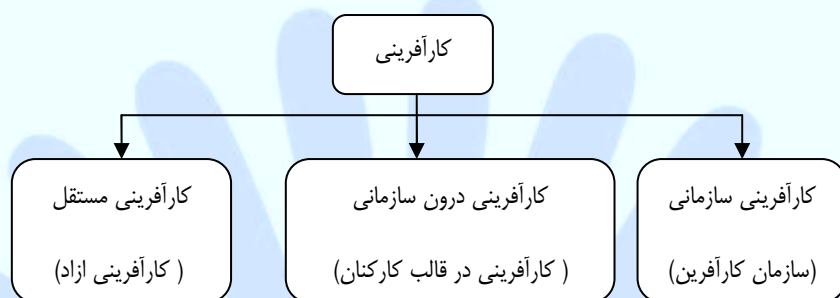 کارآفرینی
کارآفرینی سازمانی
(سازمان کارآفرین)
کارآفرینی درون سازمانی
( کارآفرینی در قالب کارکنان)
کارآفرینی مستقل
( کارآفرینی ازاد)